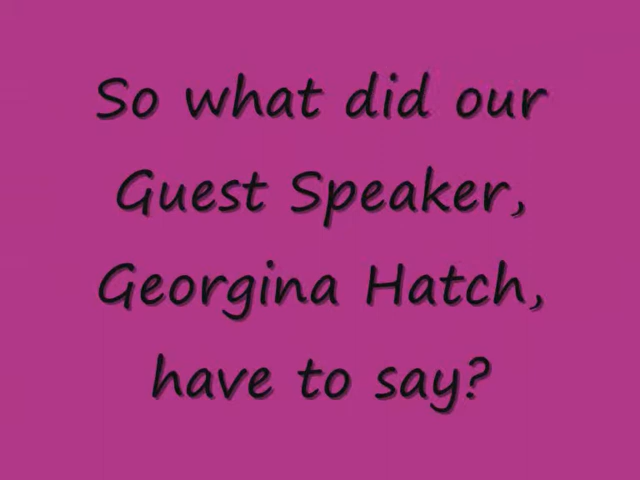 So what did our
Guest Speaker,
Georgina Hatch,
have to say?